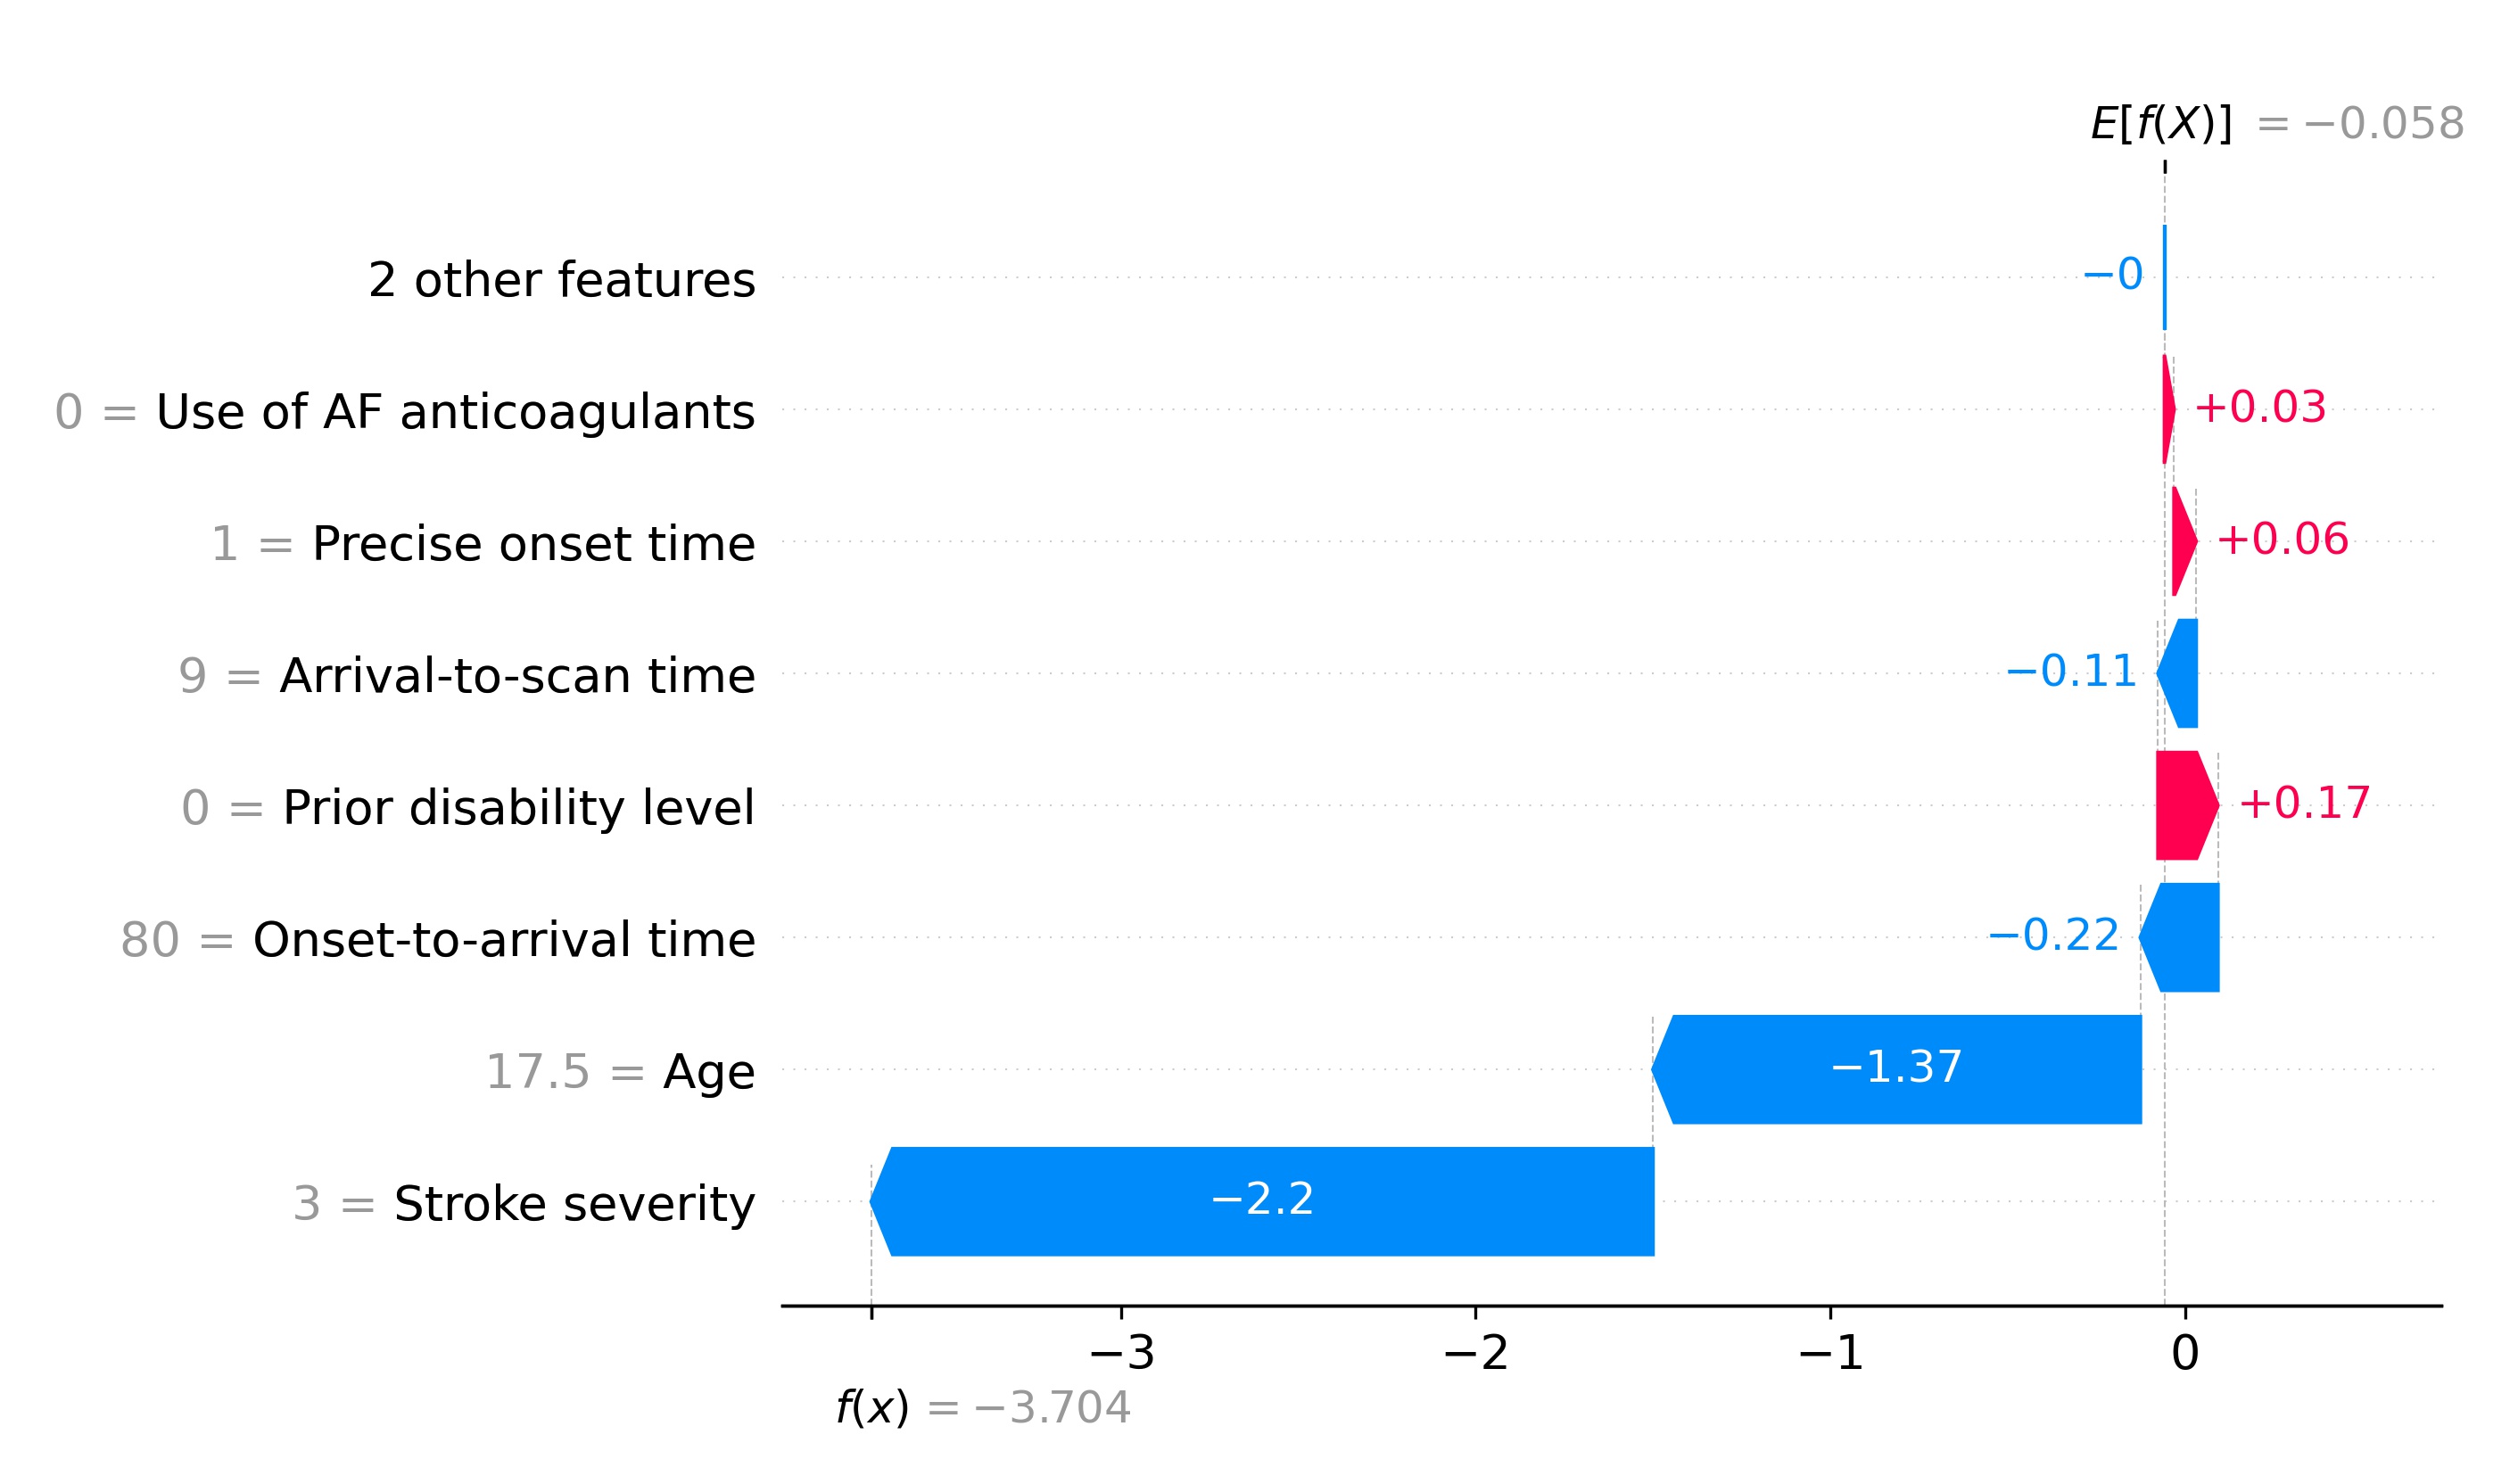 E[f(X)] = −0.058
2 other features −0
0 = Use of AF anticoagulants +0.03
1 = Precise onset time +0.06
9 = Arrival-to-scan time −0.11
0 = Prior disability level +0.17
80 = Onset-to-arrival time −0.22
17.5 = Age −1.37
3 = Stroke severity −2.2
−3 −2 −1 0
f(x) = −3.704